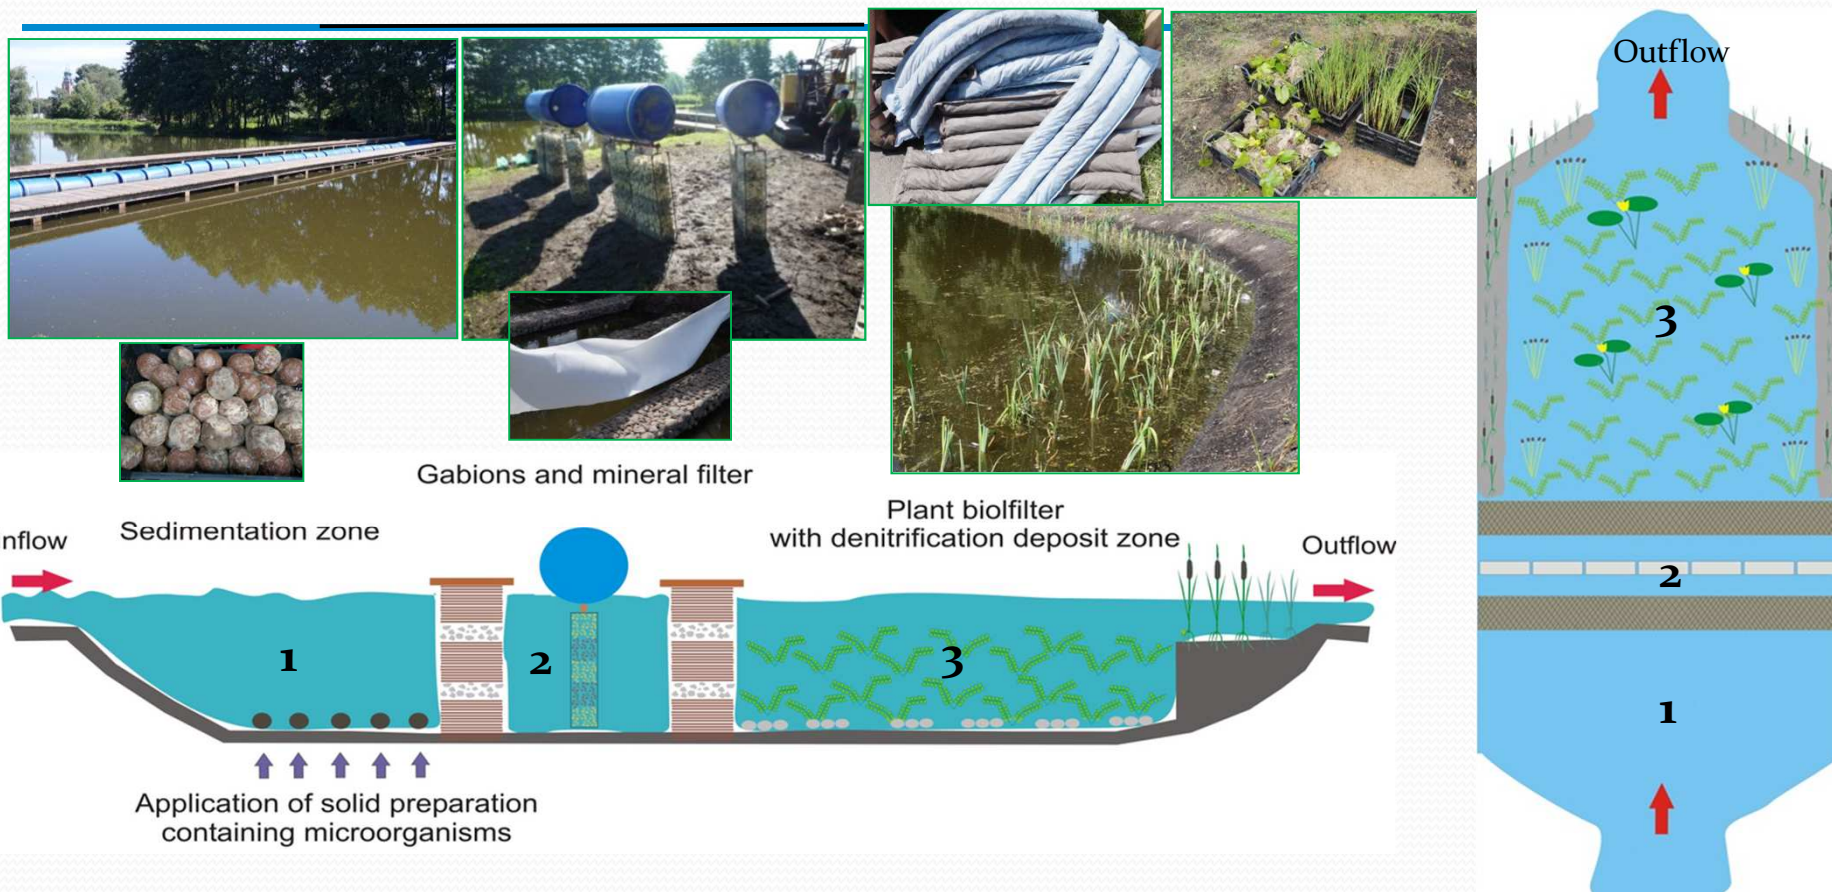 Outflow
3
2
1
Gabions and mineral filter
Sedimentation zone
Plant biolfilter
with denitrification deposit zone
nflow
Outflow
1
2
3
Application of solid preparation
containing microorganisms